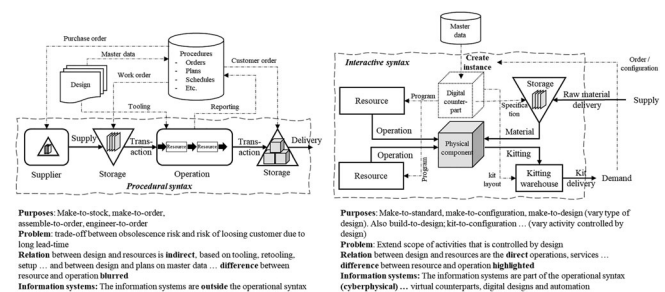 Purchase order
Master data
Procedures
- Orders
- Plans
- Schedules
- Etc.
Customer order
Design
Work order
Tooling
Reporting
Supply
Trans-
action
Resource
Resource
Trans-
action
Delivery
Supplier
Storage
Operation
Storage
Procedural syntax
Purposes: Make-to-stock, make-to-order,
assemble-to-order, engineer-to-order
Problem: trade-off between obsolescence risk and risk of loosing customer due to
long lead-time
Relation between design and resources is indirect, based on tooling, retooling,
setup … and between design and plans on master data … difference between
resource and operation blurred
Information systems: The information systems are outside the operational syntax
Master
data
Interactive syntax
Create
instance
Order /
configuration
Resource
Program
Digital
counter-
part
Storage
Specifica
tion
Raw material
delivery
Supply
Operation
Material
Physical
component
Operation
Kitting
Resource
Program
kit
layout
Kitting
warehouse
Kit
delivery
Demand
Purposes: Make-to-standard, make-to-configuration, make-to-design (vary type of
design). Also build-to-design; kit-to-configuration … (vary activity controlled by
design)
Problem: Extend scope of activities that is controlled by design
Relation between design and resources are the direct operations, services …
difference between resource and operation highlighted
Information systems: The information systems are part of the operational syntax
(cyberphysical) … virtual counterparts, digital designs and automation